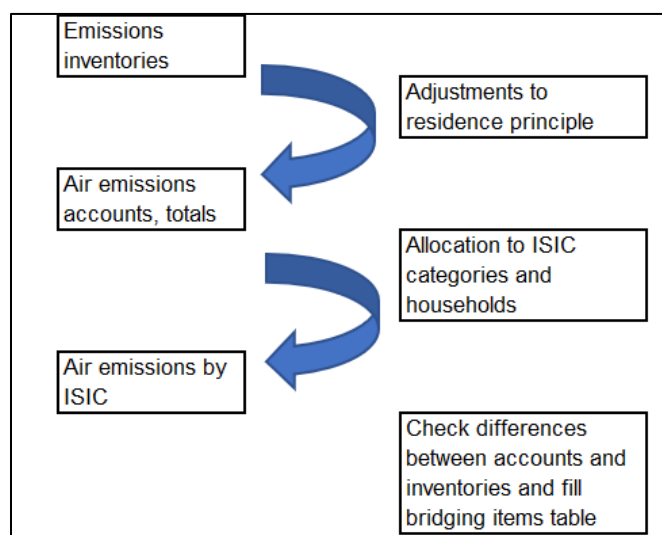 Emissions
inventories
Adjustments to
residence principle
Air emissions
accounts, totals
Allocation to ISIC
categories and
households
Air emissions by
ISIC
Check differences
between accounts and
inventories and fill
bridging items table